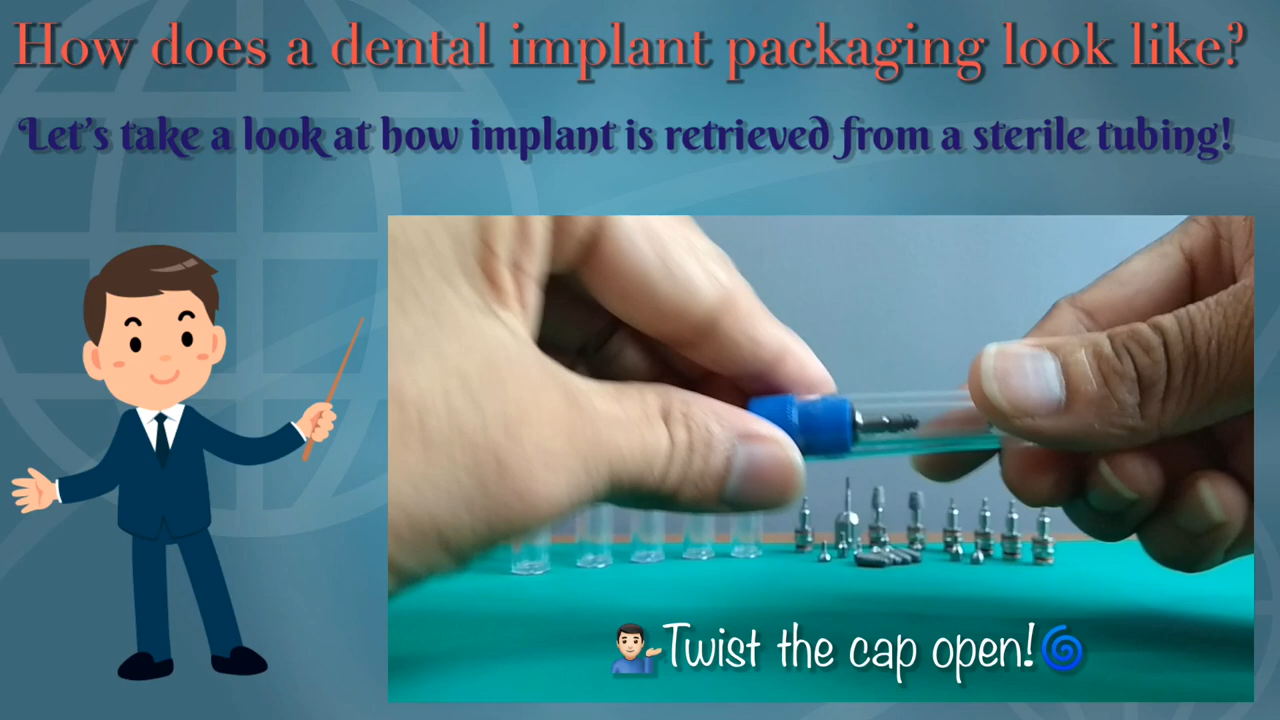 How does a dental implant packaging look like?
Let's take a look at how implant is retrieved from a sterile tubing!
Twist the cap open!